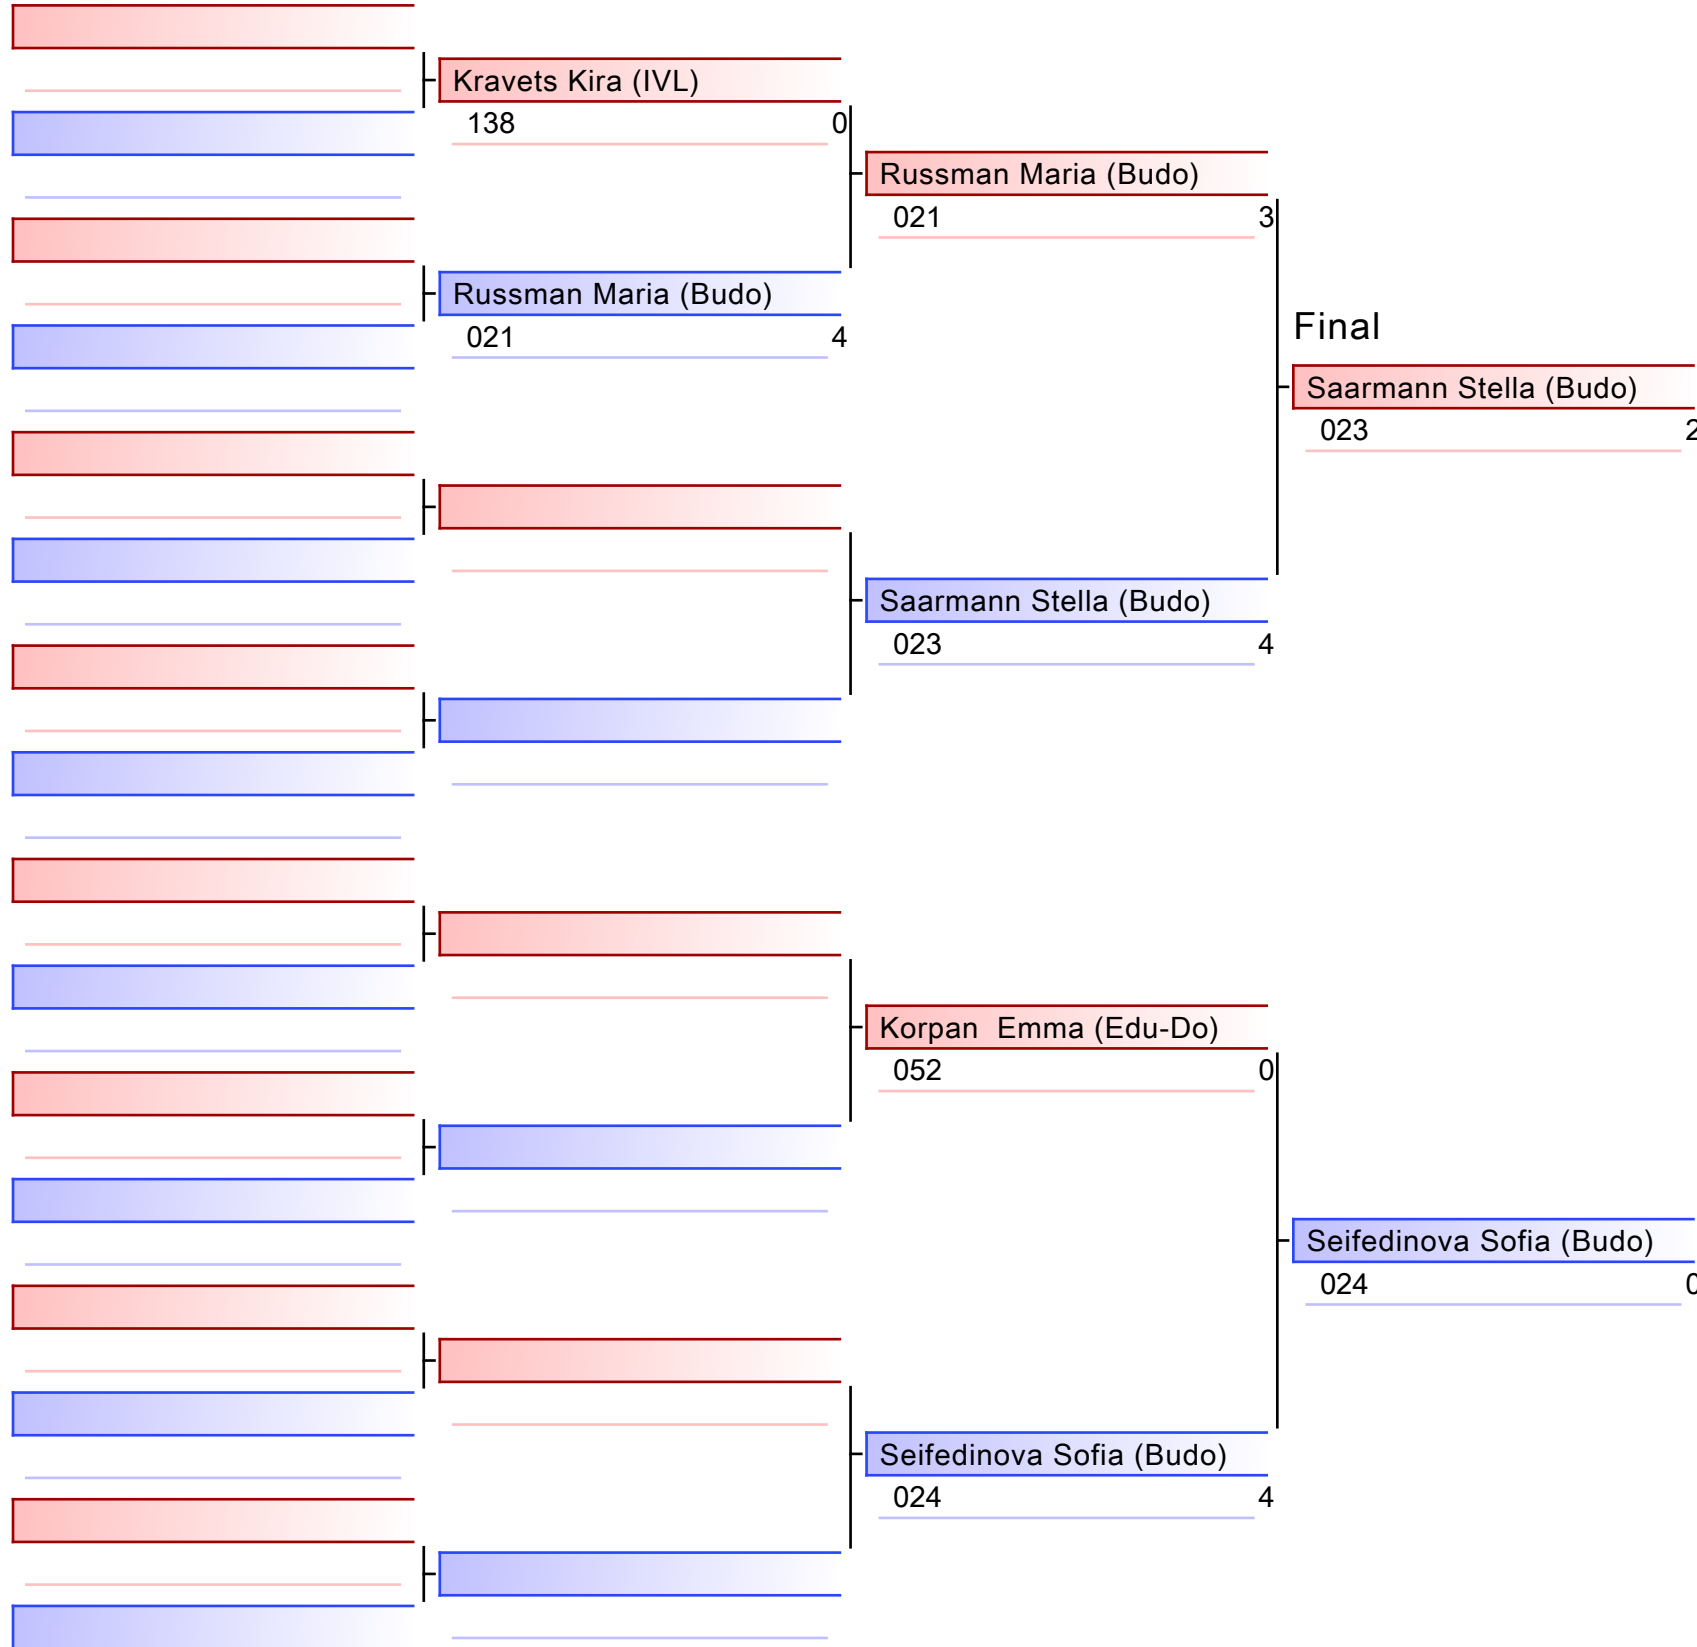 Kravets Kira (IVL)
138 0
Russman Maria (Budo)
021 3
Russman Maria (Budo)
021 4
Final
Saarmann Stella (Budo)
023 2
Saarmann Stella (Budo)
023 4
Korpan  Emma (Edu-Do)
052 0
Seifedinova Sofia (Budo)
024 0
Seifedinova Sofia (Budo)
024 4